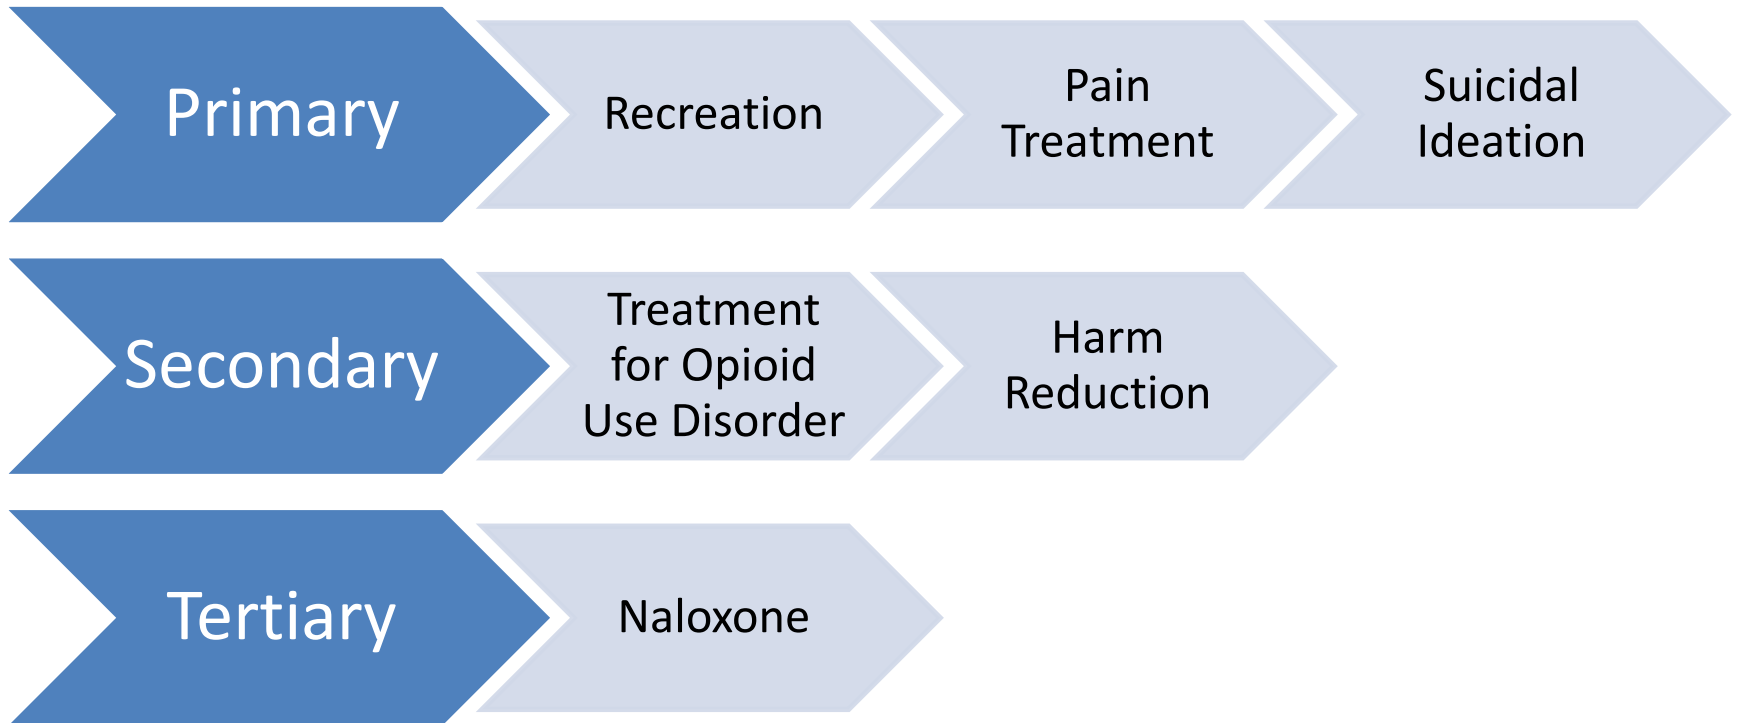 Primary
Recreation
Pain
Treatment
Suicidal
Ideation
Secondary
Treatment
for Opioid
Use Disorder
Harm
Reduction
Tertiary
Naloxone